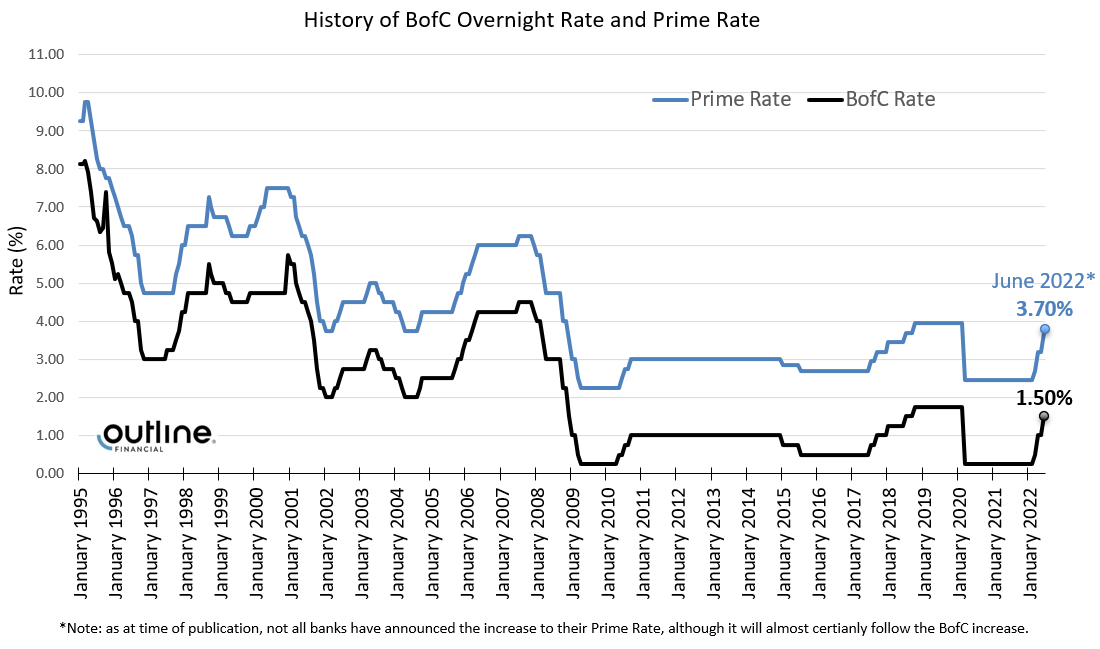 History of BofC Overnight Rate and Prime Rate
11.00
10.00
9.00
8.00
7.00
6.00
5.00
4.00
3.00
2.00
1.00
0.00
Rate (%)
Prime Rate
BofC Rate
June 2022*
3.70%
1.50%
outline
FINANCIAL
January 1995
January 1996
January 1997
January 1998
January 1999
January 2000
January 2001
January 2002
January 2003
January 2004
January 2005
January 2006
January 2007
January 2008
January 2009
January 2010
January 2011
January 2012
January 2013
January 2014
January 2015
January 2016
January 2017
January 2018
January 2019
January 2020
January 2021
January 2022
*Note: as at time of publication, not all banks have announced the increase to their Prime Rate, although it will almost certianly follow the BofC increase.